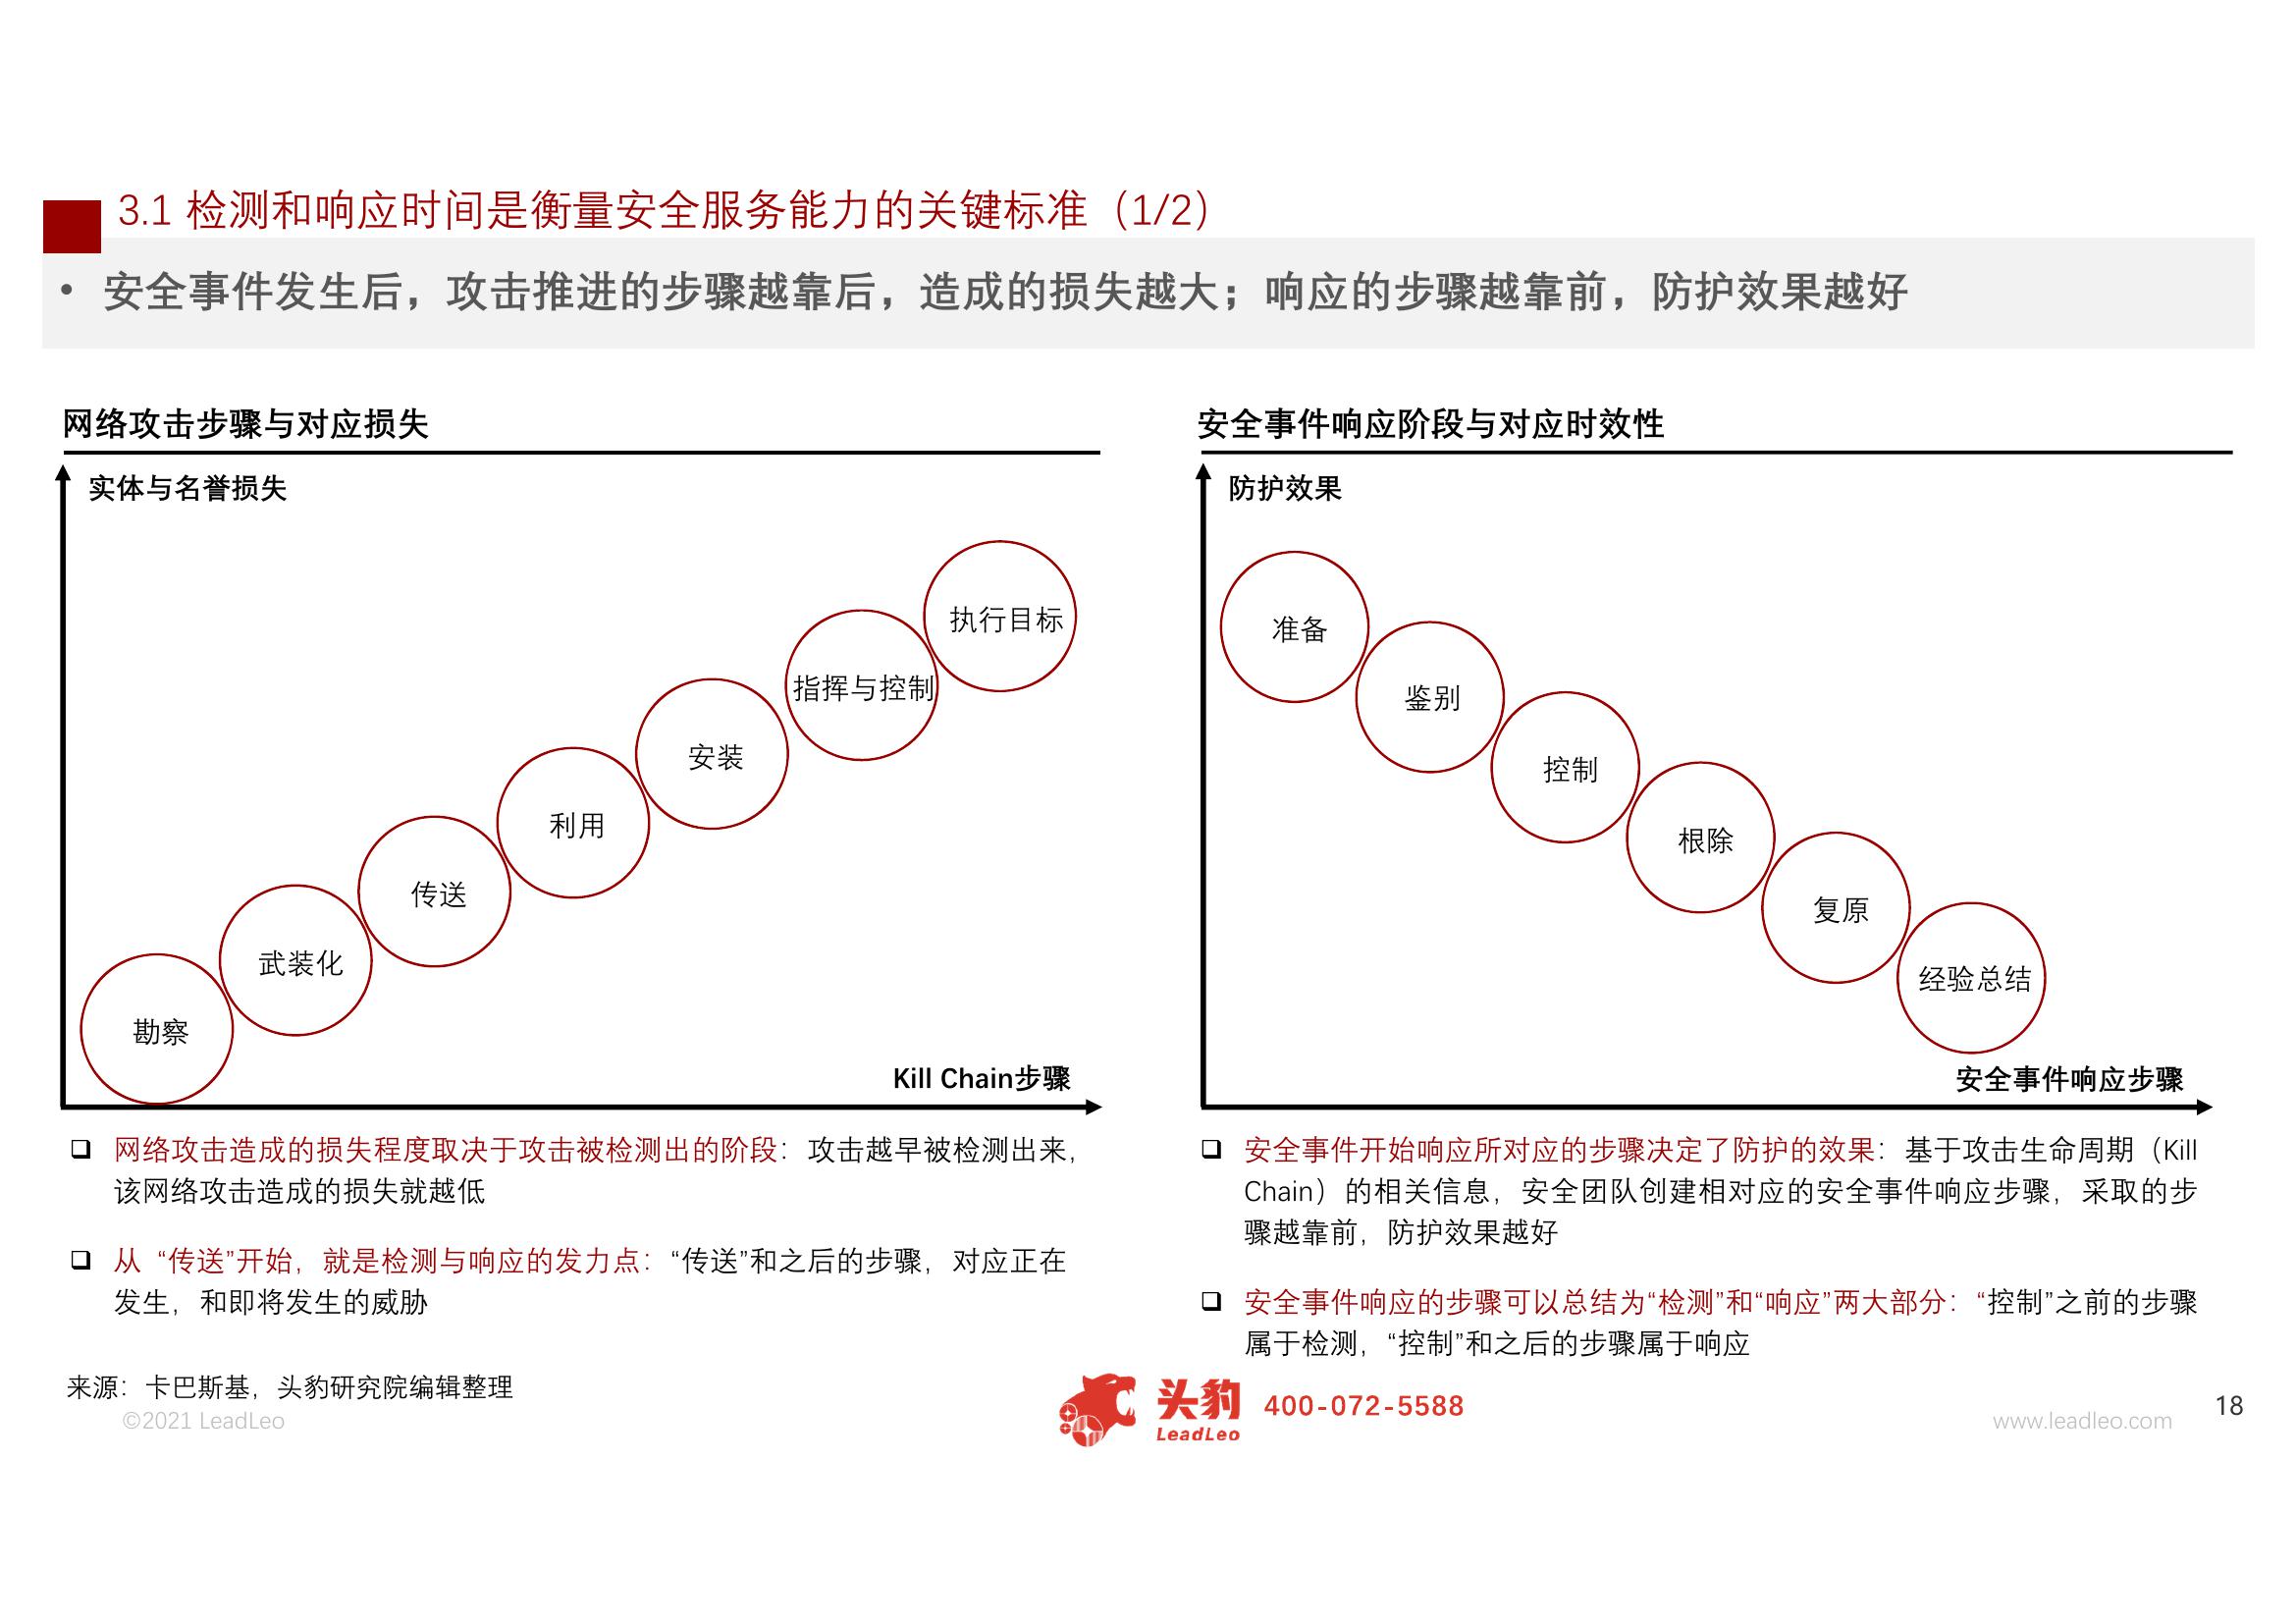 3.1 检测和响应时间是衡量安全服务能力的关键标准（1/2）
• 安全事件发生后，攻击推进的步骤越靠后，造成的损失越大；响应的步骤越靠前，防护效果越好
网络攻击步骤与对应损失
实体与名誉损失
执行目标
指挥与控制
安装
利用
传送
武装化
勘察
Kill Chain步骤
❑ 网络攻击造成的损失程度取决于攻击被检测出的阶段：攻击越早被检测出来，
该网络攻击造成的损失就越低
❑ 从 “传送”开始，就是检测与响应的发力点：“传送”和之后的步骤，对应正在
发生，和即将发生的威胁
安全事件响应阶段与对应时效性
防护效果
准备
鉴别
控制
根除
复原
经验总结
安全事件响应步骤
❑ 安全事件开始响应所对应的步骤决定了防护的效果：基于攻击生命周期（Kill
Chain）的相关信息，安全团队创建相对应的安全事件响应步骤，采取的步
骤越靠前，防护效果越好
❑ 安全事件响应的步骤可以总结为“检测”和“响应”两大部分：“控制”之前的步骤
属于检测，“控制”和之后的步骤属于响应
来源：卡巴斯基，头豹研究院编辑整理
©2021 LeadLeo
头豹
LeadLeo
400-072-5588
www.leadleo.com
18